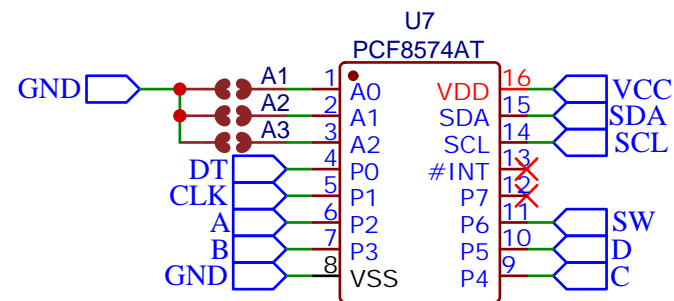 U7
PCF8574AT
GND A1 1 A0 VDD 16 VCC
A2 2 A1 SDA 15 SDA
A3 3 A2 SCL 14 SCL
DT 4 P0 #INT 13
CLK 5 P1 P7 12
A 6 P2 P6 11 SW
B 7 P3 P5 10 D
GND 8 VSS P4 9 C